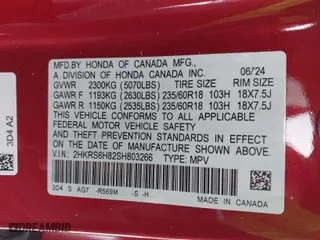 MFD.BY HONDA OF CANADA MFG., 06/24
A DIVISION OF HONDA CANADA INC.
GVWR 2300KG (5070LBS) TIRE SIZE RIM SIZE
GAWR F 1193KG (2630LBS) 235/60R18 103H 18X7.5J
GAWR R 1150KG (2535LBS) 235/60R18 103H 18X7.5J
THIS VEHICLE CONFORMS TO ALL APPLICABLE
FEDERAL MOTOR VEHICLE SAFETY AND
THEFT PREVENTION STANDARDS IN EFFECT ON
THE DATE OF MANUFACTURE SHOWN ABOVE.
V.I.N: 2HKRS6H82SH803266 TYPE: MPV
3D4 S AG7 -R569M -S -H
3D4 A2